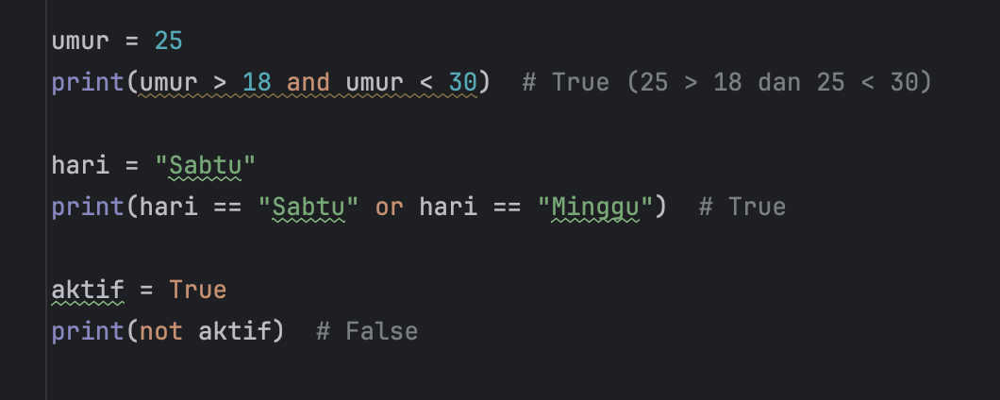 umur = 25
print(umur > 18 and umur < 30)  # True (25 > 18 dan 25 < 30)
hari = "Sabtu"
print(hari == "Sabtu" or hari == "Minggu")  # True
aktif = True
print(not aktif)  # False